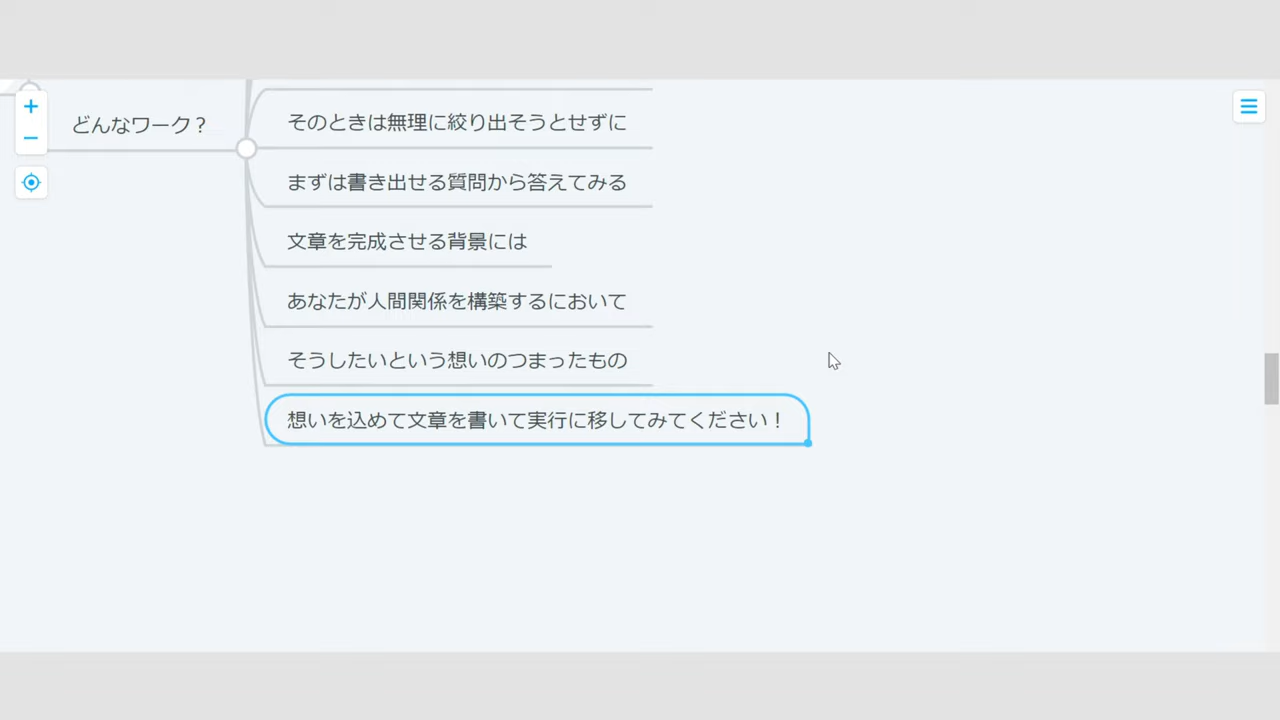 どんなワーク？
そのときは無理に絞り出そうとせずに
まずは書き出せる質問から答えてみる
文章を完成させる背景には
あなたが人間関係を構築するにおいて
そうしたいという想いのつまったもの
想いを込めて文章を書いて実行に移してみてください！